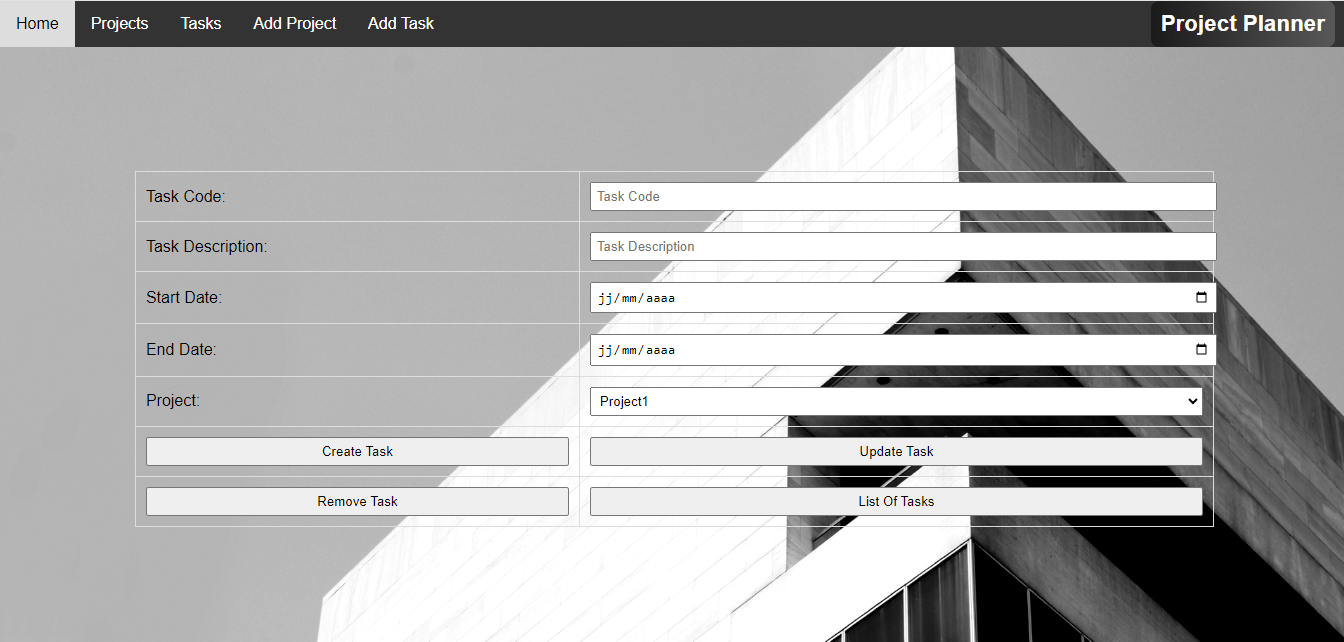 Home Projects Tasks Add Project Add Task Project Planner
Task Code: Task Code
Task Description: Task Description
Start Date: jj/mm/aaaa
End Date: jj/mm/aaaa
Project: Project1
Create Task Update Task
Remove Task List Of Tasks